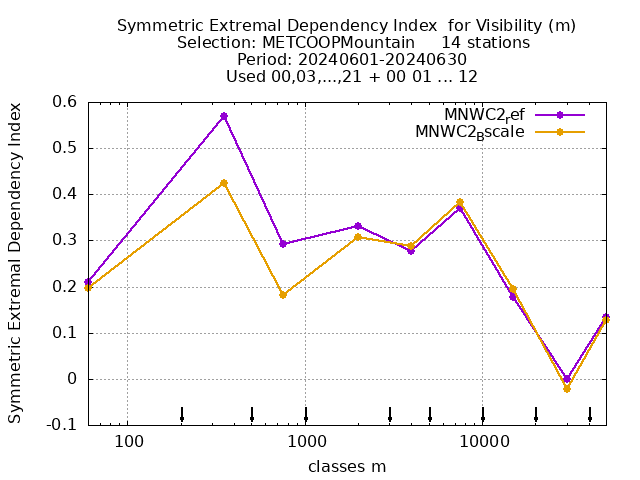 Symmetric Extremal Dependency Index  for Visibility (m)
Selection: METCOOPMountain     14 stations
Period: 20240601-20240630
Used 00,03,...,21 + 00 01 ... 12
MNWC2ref
MNWC2Bscale
Symmetric Extremal Dependency Index
0.6
0.5
0.4
0.3
0.2
0.1
0
-0.1
100 1000 10000
classes m